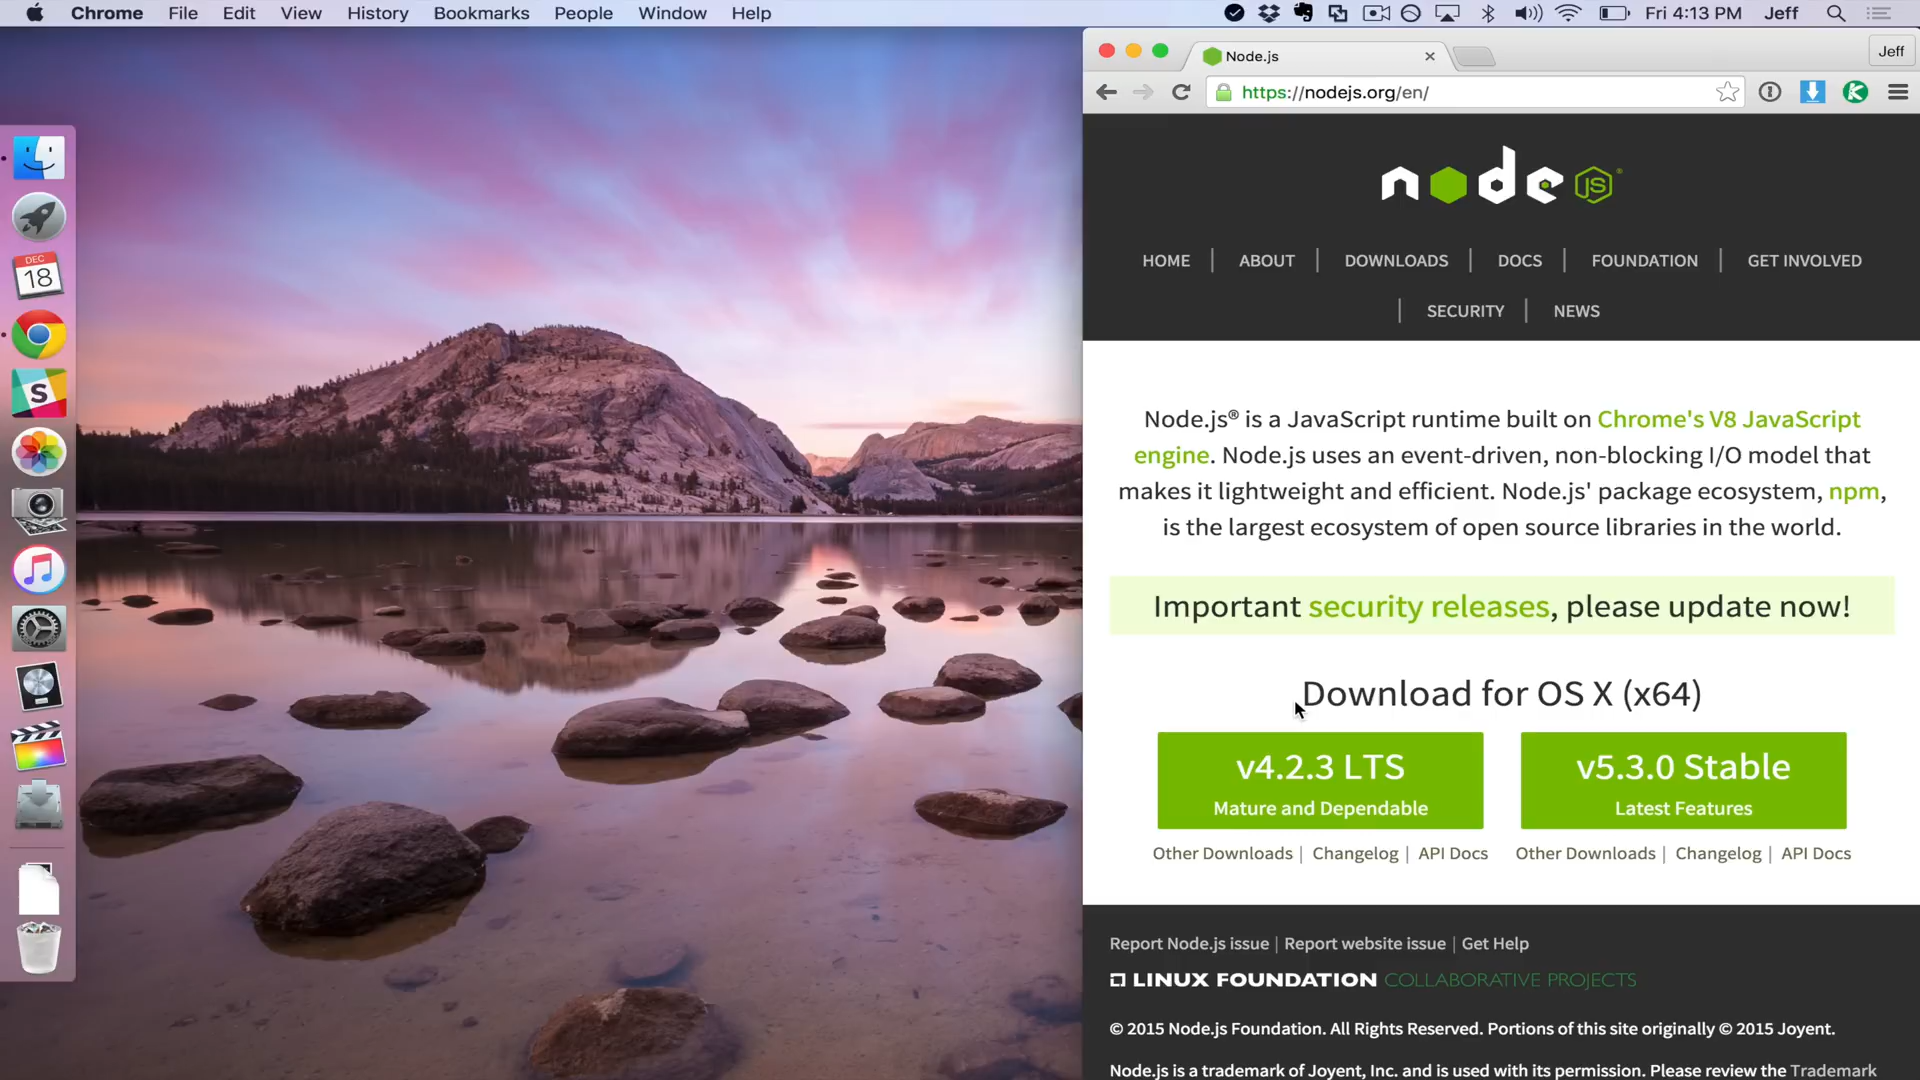 Chrome File Edit View History Bookmarks People Window Help
Fri 4:13 PM Jeff
Node.js
Jeff
https://nodejs.org/en/
node JS®
HOME | ABOUT | DOWNLOADS | DOCS | FOUNDATION | GET INVOLVED
| SECURITY | NEWS
Node.js® is a JavaScript runtime built on Chrome's V8 JavaScript
engine. Node.js uses an event-driven, non-blocking I/O model that
makes it lightweight and efficient. Node.js' package ecosystem, npm,
is the largest ecosystem of open source libraries in the world.
Important security releases, please update now!
Download for OS X (x64)
v4.2.3 LTS
Mature and Dependable
v5.3.0 Stable
Latest Features
Other Downloads | Changelog | API Docs
Other Downloads | Changelog | API Docs
Report Node.js issue | Report website issue | Get Help
LINUX FOUNDATION COLLABORATIVE PROJECTS
© 2015 Node.js Foundation. All Rights Reserved. Portions of this site originally © 2015 Joyent.
Node.js is a trademark of Joyent, Inc. and is used with its permission. Please review the Trademark
DEC
18
S